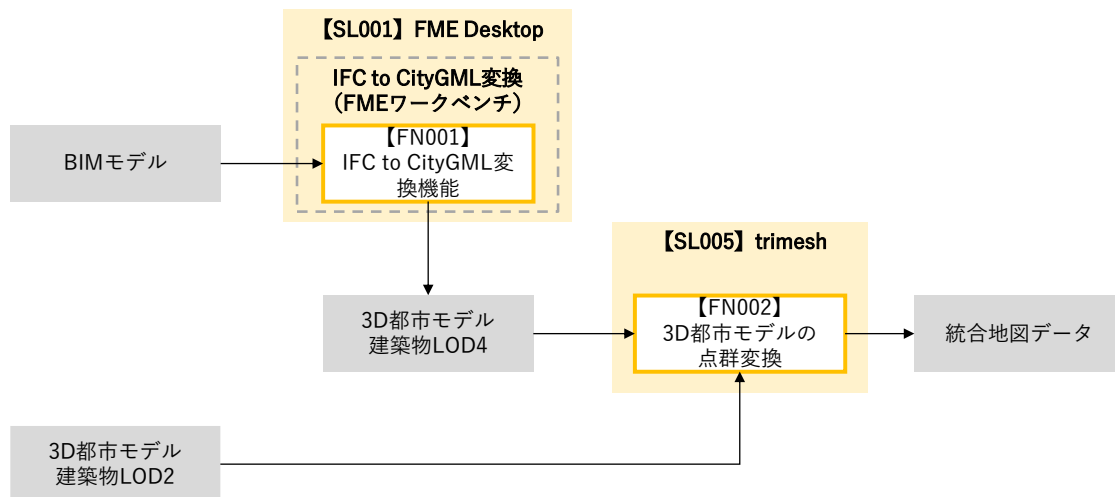 【SL001】FME Desktop
IFC to CityGML変換
（FMEワークベンチ）
【FN001】
IFC to CityGML変
換機能
BIMモデル
【SL005】trimesh
3D都市モデル
建築物LOD4
【FN002】
3D都市モデルの
点群変換
統合地図データ
3D都市モデル
建築物LOD2